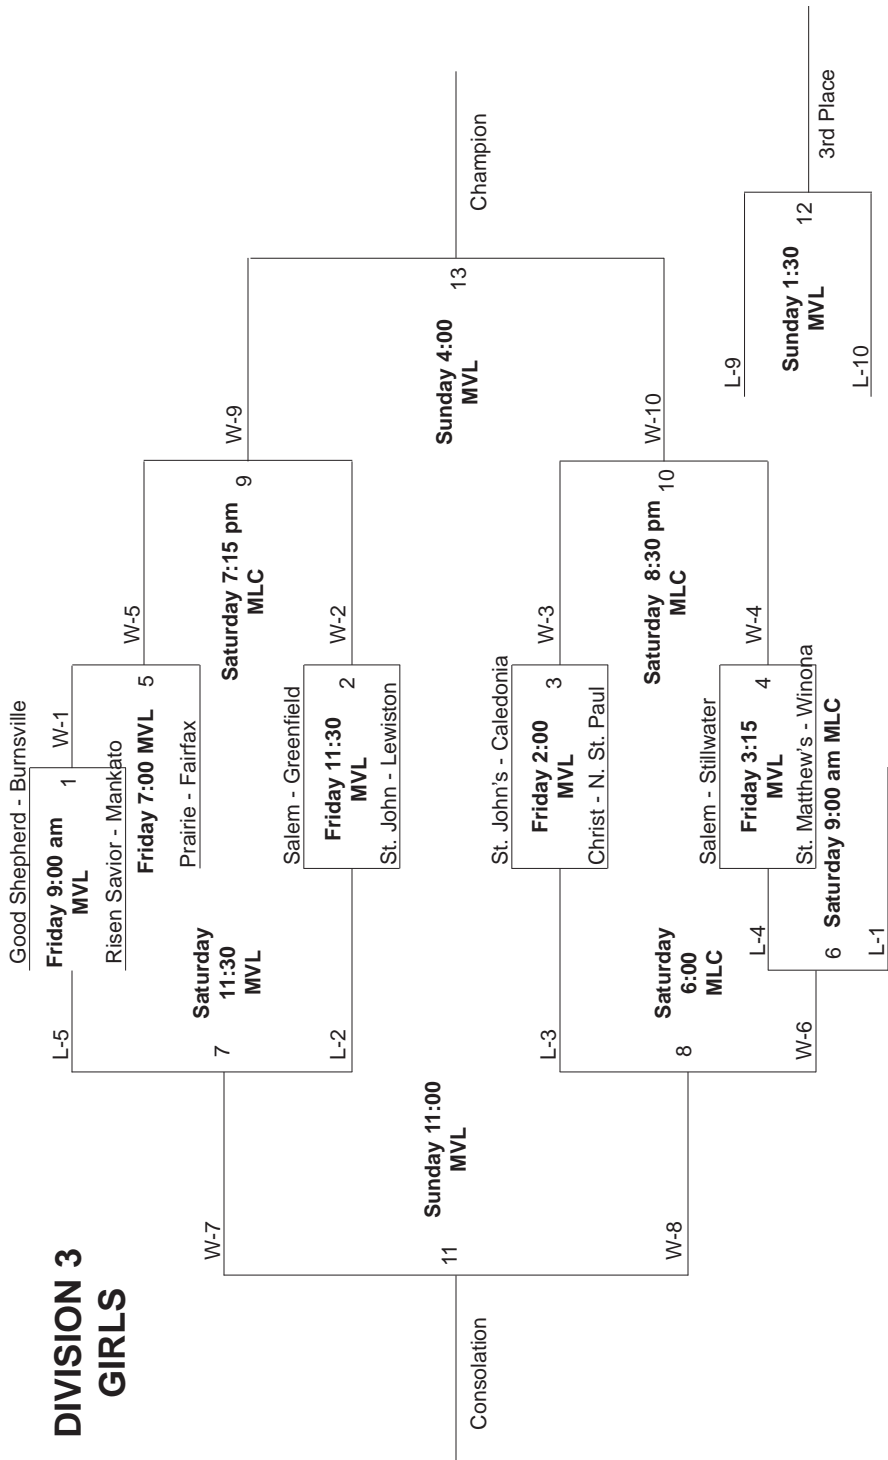 DIVISION 3
GIRLS
Good Shepherd - Burnsville
Friday 9:00 am
MVL
1
Risen Savior - Mankato
W-1
Friday 7:00 MVL
5
Prairie - Fairfax
W-5
Saturday 7:15 pm
MLC
9
W-9
Salem - Greenfield
Friday 11:30
MVL
2
St. John - Lewiston
W-2
L-5
Saturday
11:30
MVL
7
L-2
W-7
Sunday 11:00
MVL
11
Consolation
W-8
Sunday 4:00
MVL
13
Champion
St. John's - Caledonia
Friday 2:00
MVL
3
Christ - N. St. Paul
W-3
Saturday 8:30 pm
MLC
10
W-10
Salem - Stillwater
Friday 3:15
MVL
4
St. Matthew's - Winona
W-4
L-3
Saturday
6:00
MLC
8
W-6
L-4
6
Saturday 9:00 am MLC
L-1
L-9
Sunday 1:30
MVL
12
L-10
3rd Place